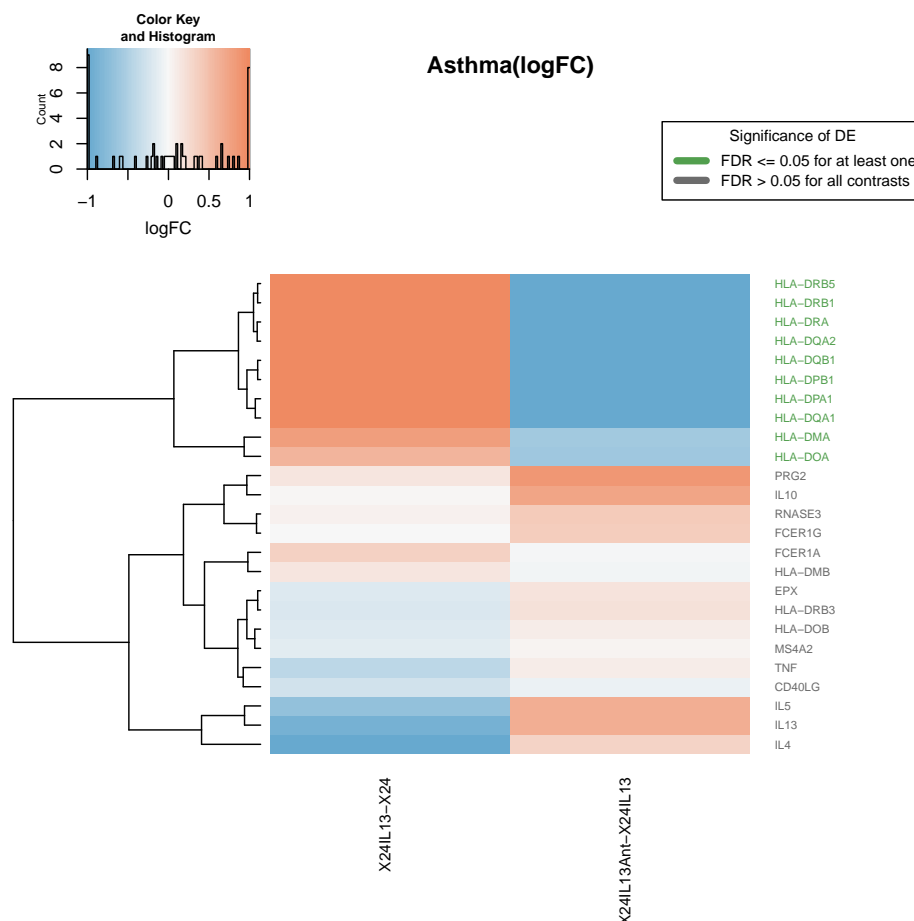 Color Key
and Histogram
Count
0 2 4 6 8
−1 0 0.5 1
logFC
Asthma(logFC)
Significance of DE
FDR <= 0.05 for at least one
FDR > 0.05 for all contrasts
HLA−DRB5
HLA−DRB1
HLA−DRA
HLA−DQA2
HLA−DQB1
HLA−DPB1
HLA−DPA1
HLA−DQA1
HLA−DMA
HLA−DOA
PRG2
IL10
RNASE3
FCER1G
FCER1A
HLA−DMB
EPX
HLA−DRB3
HLA−DOB
MS4A2
TNF
CD40LG
IL5
IL13
IL4
X24IL13−X24
X24IL13Ant−X24IL13